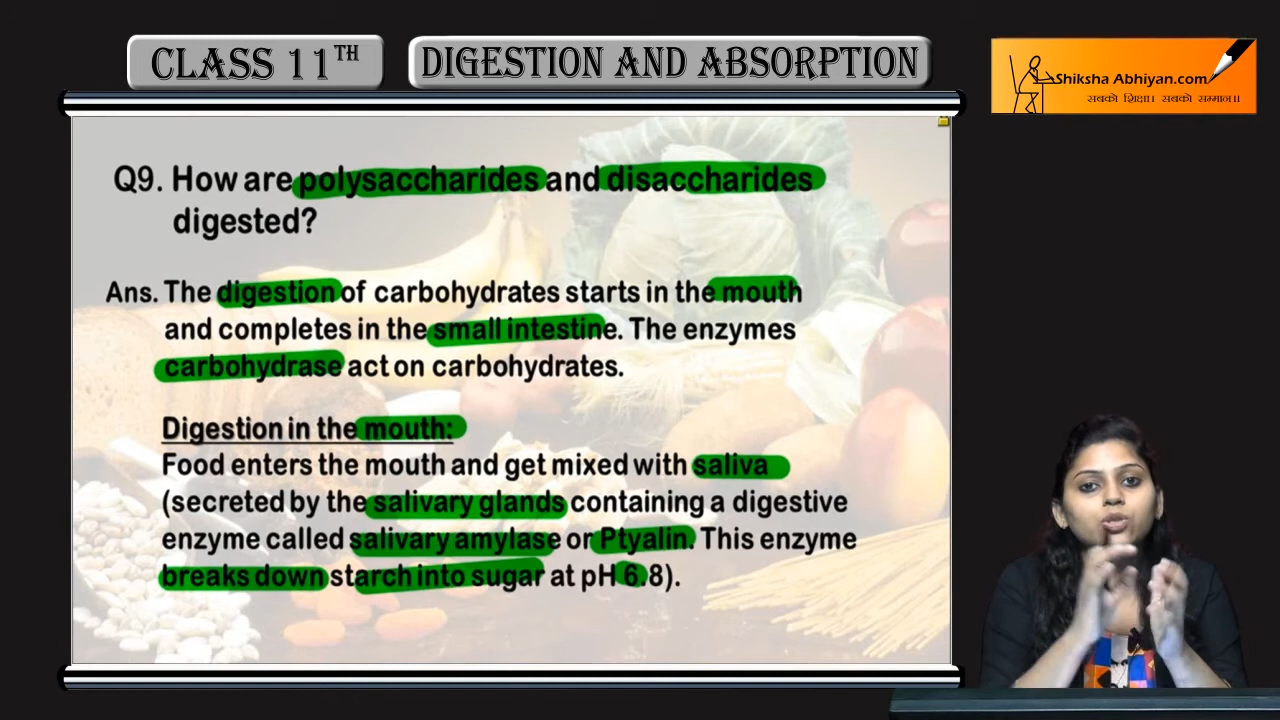 CLASS 11TH
DIGESTION AND ABSORPTION
Shiksha Abhiyan.com
सबको शिक्षा। सबको सम्मान॥
Q9. How are polysaccharides and disaccharides
digested?
Ans. The digestion of carbohydrates starts in the mouth
and completes in the small intestine. The enzymes
carbohydrase act on carbohydrates.
Digestion in the mouth:
Food enters the mouth and get mixed with saliva
(secreted by the salivary glands containing a digestive
enzyme called salivary amylase or Ptyalin. This enzyme
breaks down starch into sugar at pH 6.8).